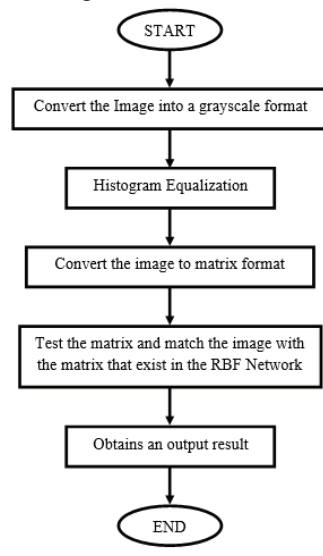 START
Convert the Image into a grayscale format
Histogram Equalization
Convert the image to matrix format
Test the matrix and match the image with
the matrix that exist in the RBF Network
Obtains an output result
END